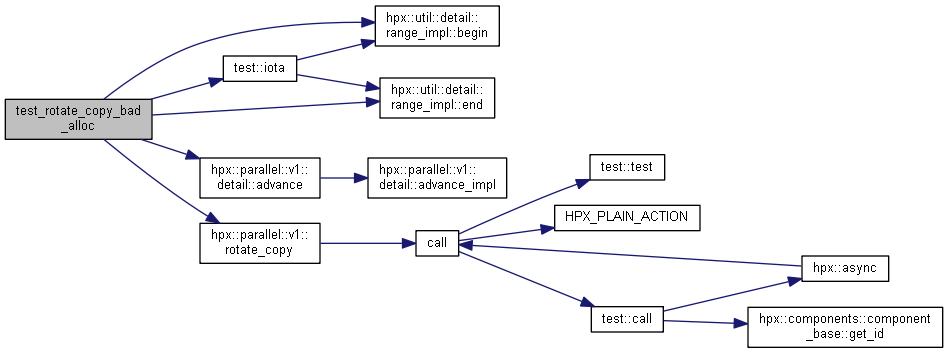 hpx::util::detail::
range_impl::begin
test::iota
hpx::util::detail::
range_impl::end
test_rotate_copy_bad
_alloc
hpx::parallel::v1::
detail::advance
hpx::parallel::v1::
detail::advance_impl
test::test
HPX_PLAIN_ACTION
hpx::parallel::v1::
rotate_copy
call
hpx::async
test::call
hpx::components::component
_base::get_id